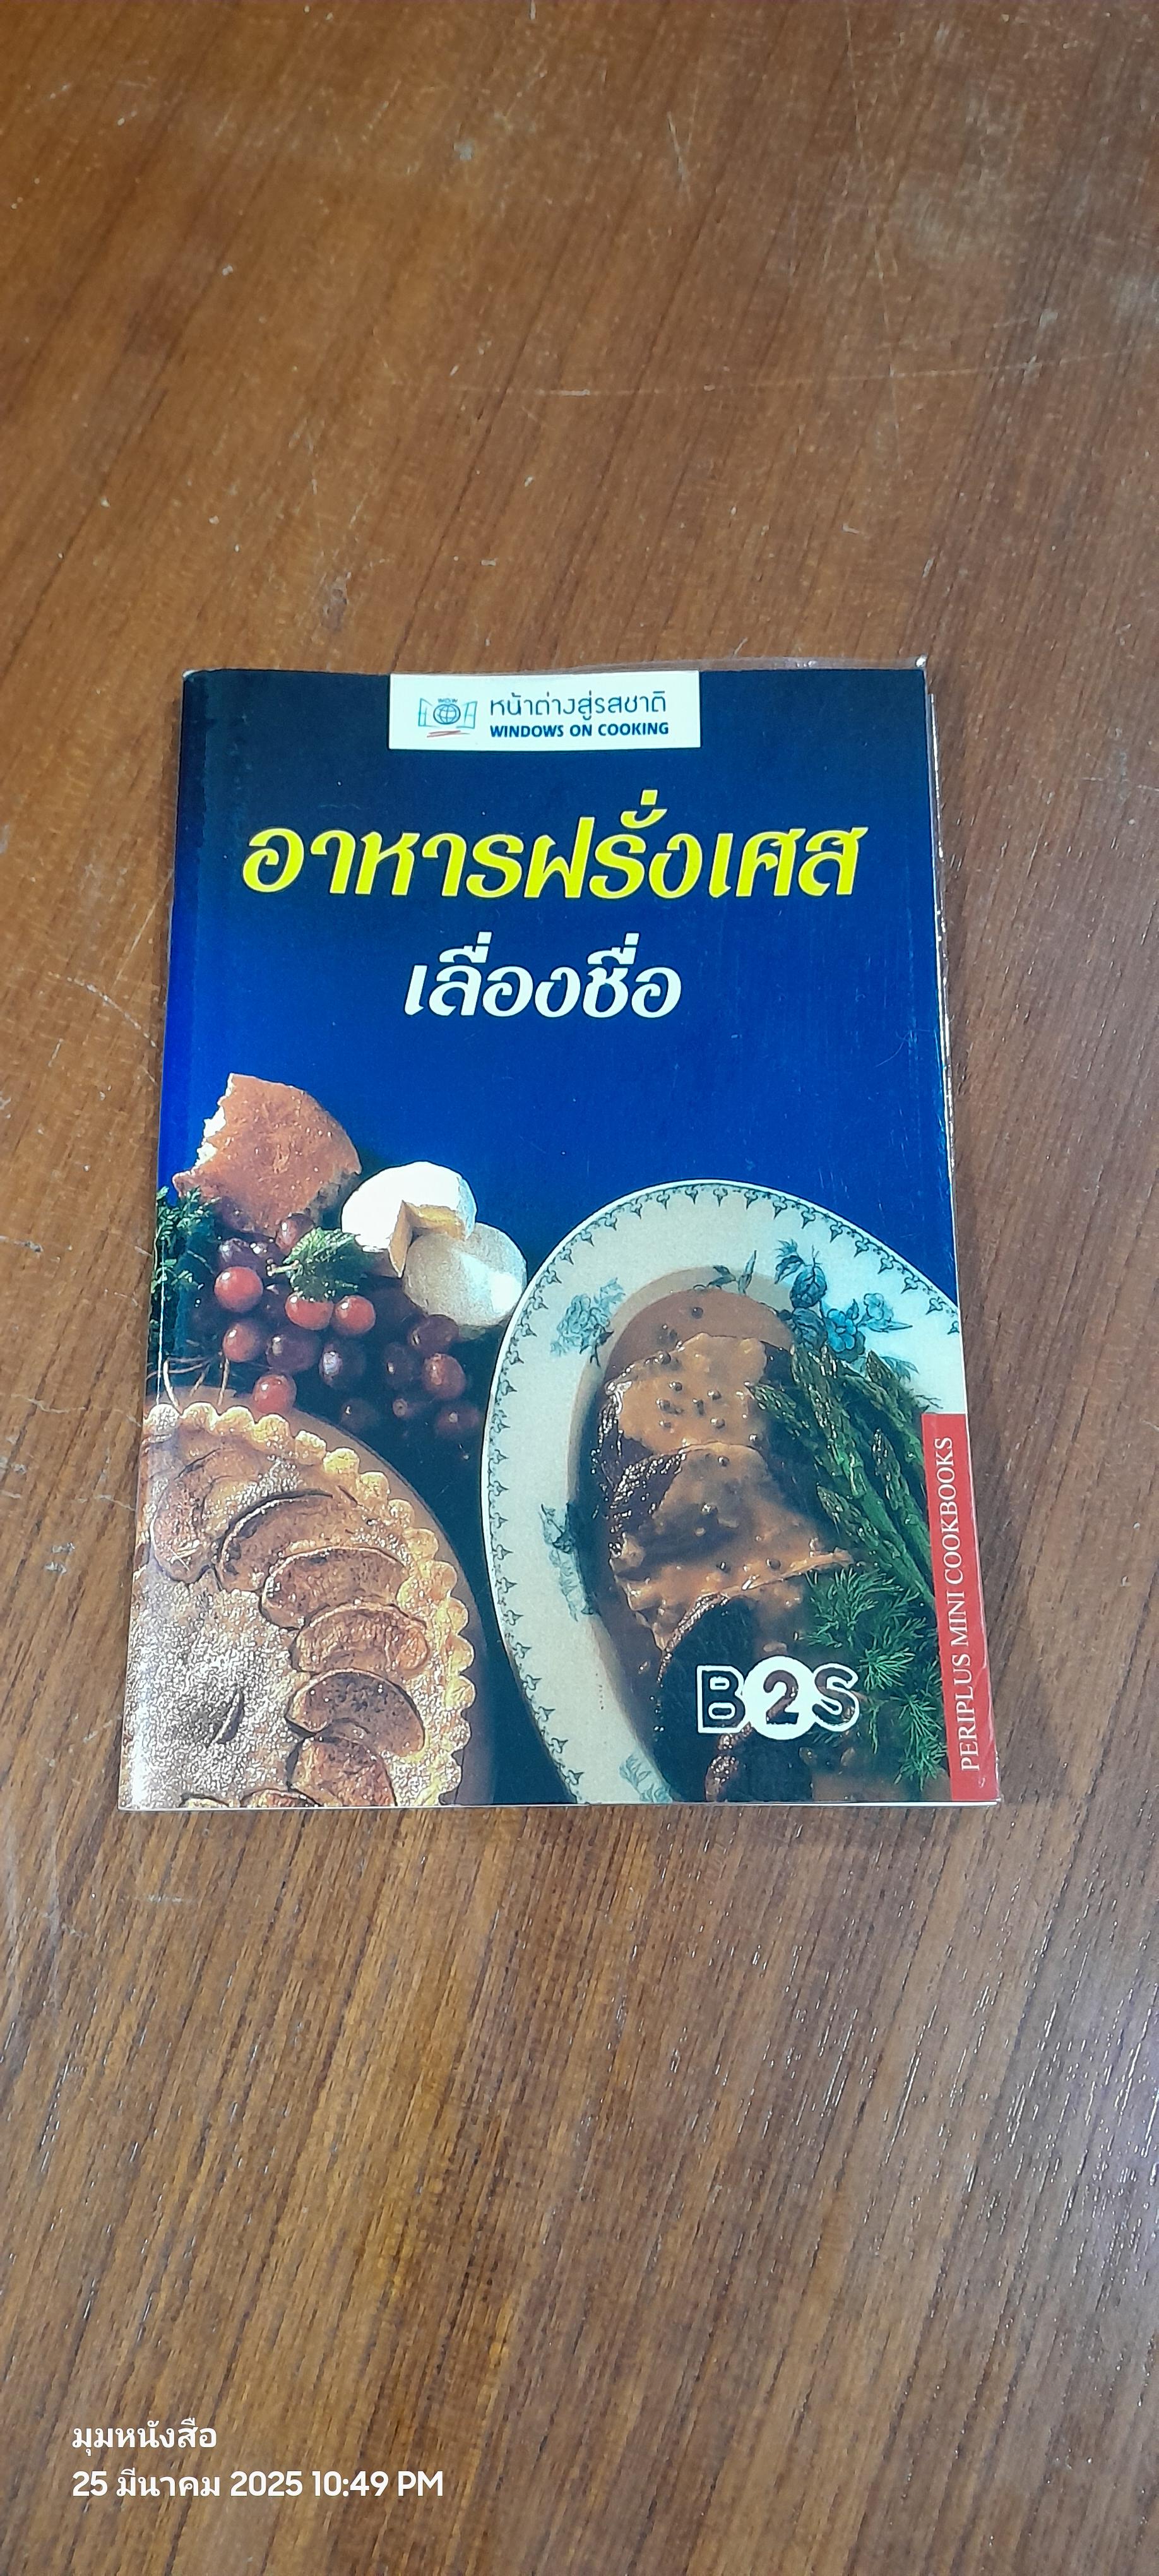 หน้าต่างสู่รสชาติ
WINDOWS ON COOKING
อาหารฝรั่งเศส
เลื่องชื่อ
PERIPLUS MINI COOKBOOKS
B2S
มุมหนังสือ
25 มีนาคม 2025 10:49 PM